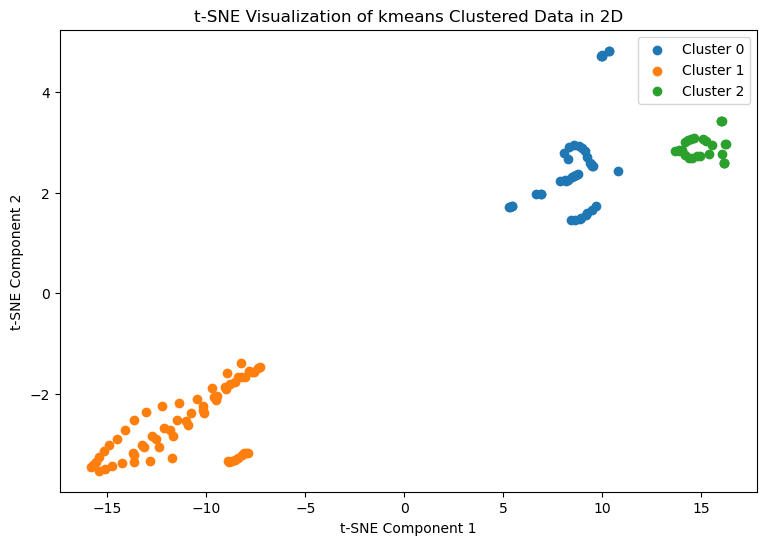 t-SNE Visualization of kmeans Clustered Data in 2D
Cluster 0
Cluster 1
Cluster 2
4
2
0
−2
t-SNE Component 2
−15
−10
−5
0
5
10
15
t-SNE Component 1